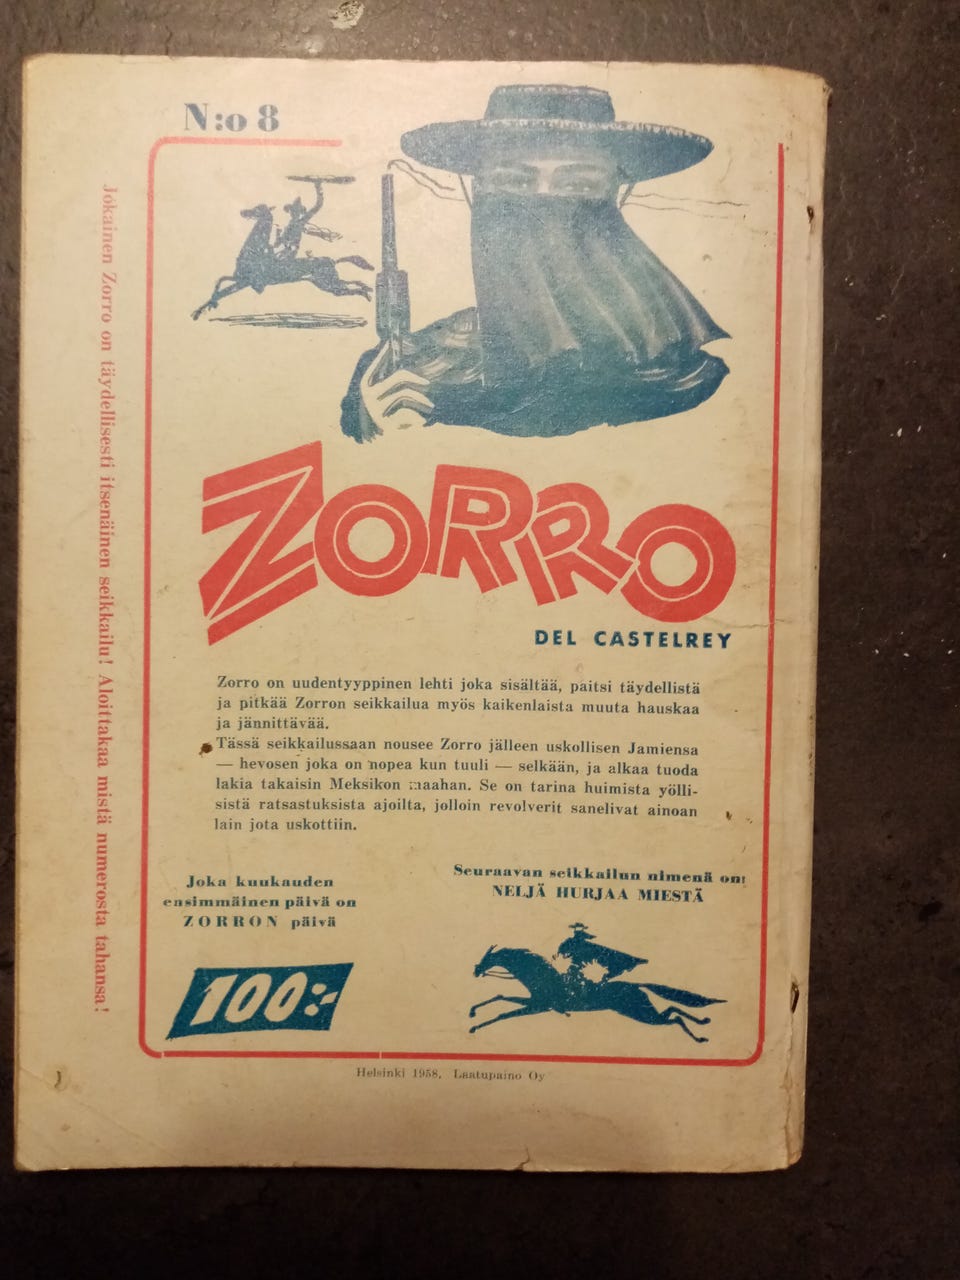 N:o 8
ZORRO
DEL CASTELREY
Zorro on uudentyyppinen lehti joka sisältää, paitsi täydellistä
ja pitkää Zorron seikkailua myös kaikenlaista muuta hauskaa
ja jännittävää.
Tässä seikkailussaan nousee Zorro jälleen uskollisen Jamiensa
— hevosen joka on nopea kun tuuli — selkään, ja alkaa tuoda
lakia takaisin Meksikon maahan. Se on tarina huimista yölli-
sistä ratsastuksista ajoilta, jolloin revolverit sanelivat ainoan
lain jota uskottiin.
Joka kuukauden
ensimmäinen päivä on
ZORRON päivä
100:-
Seuraavan seikkailun nimenä on:
NELJÄ HURJAA MIESTÄ
Helsinki 1958, Laatupaino Oy
Jokainen Zorro on täydellisesti itsenäinen seikkailu! Aloittakaa mistä numerosta tahansa!